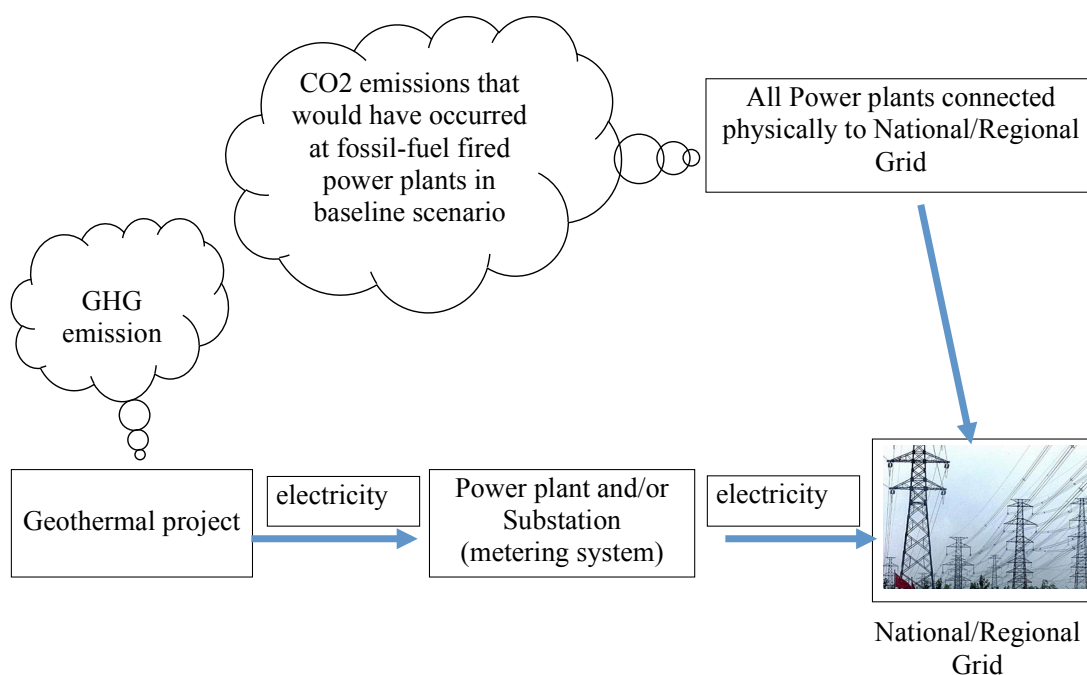 CO2 emissions that
would have occurred
at fossil-fuel fired
power plants in
baseline scenario
All Power plants connected
physically to National/Regional
Grid
GHG
emission
Geothermal project
electricity
Power plant and/or
Substation
(metering system)
electricity
National/Regional
Grid